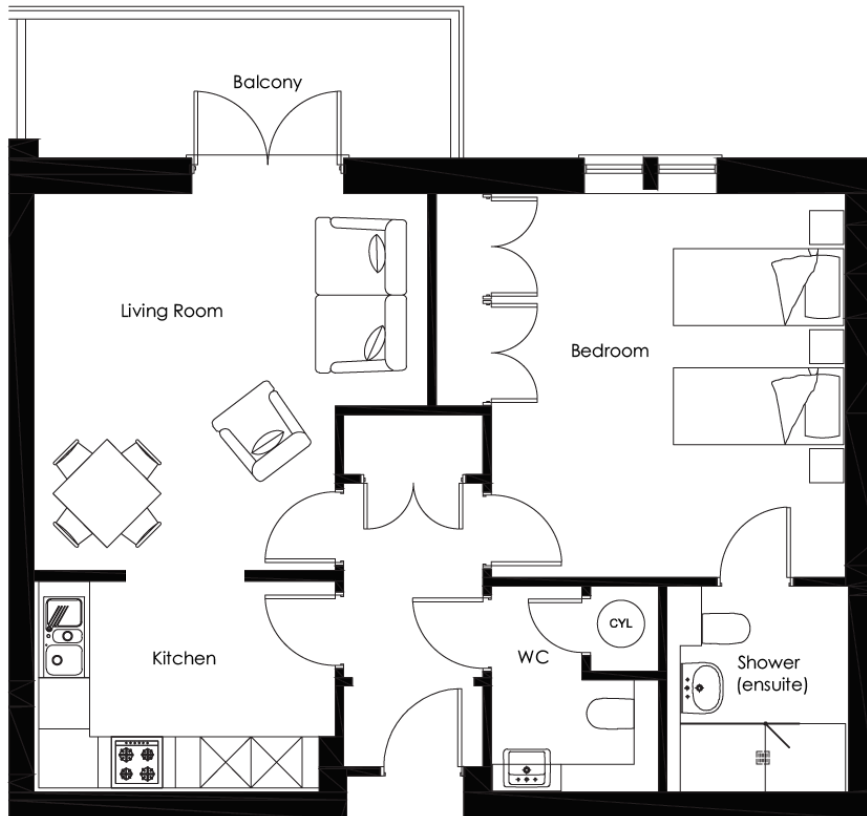 Balcony
Living Room
Bedroom
CYL
Kitchen
WC
Shower
(ensuite)